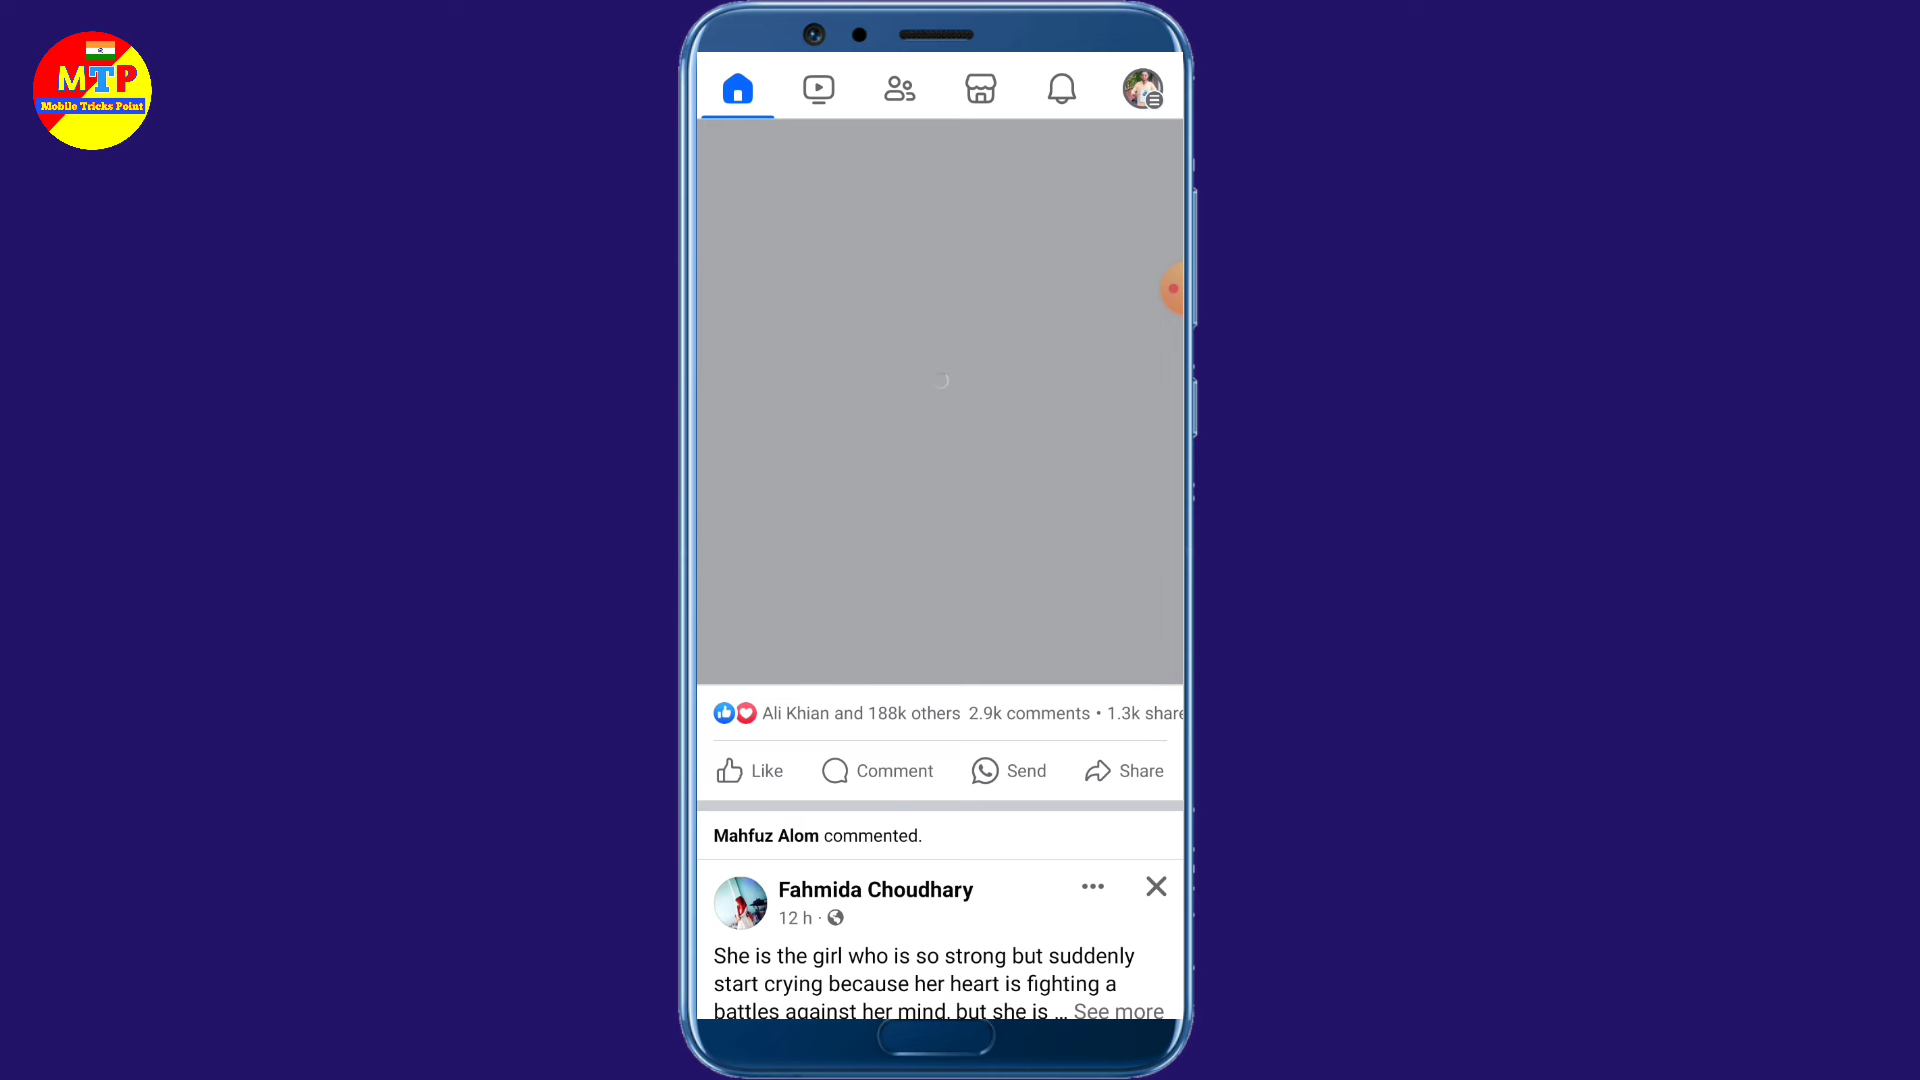 MTP
Mobile Tricks Point
Ali Khian and 188k others 2.9k comments • 1.3k share
Like Comment Send Share
Mahfuz Alom commented.
Fahmida Choudhary
12 h ·
She is the girl who is so strong but suddenly
start crying because her heart is fighting a
battles against her mind, but she is ... See more